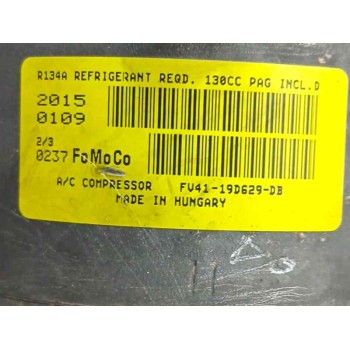 R134A REFRIGERANT REQD. 130CC PAG INCL.D
2015
0109
2/3
0237 FoMoCo
A/C COMPRESSOR FV41-19D629-DB
MADE IN HUNGARY